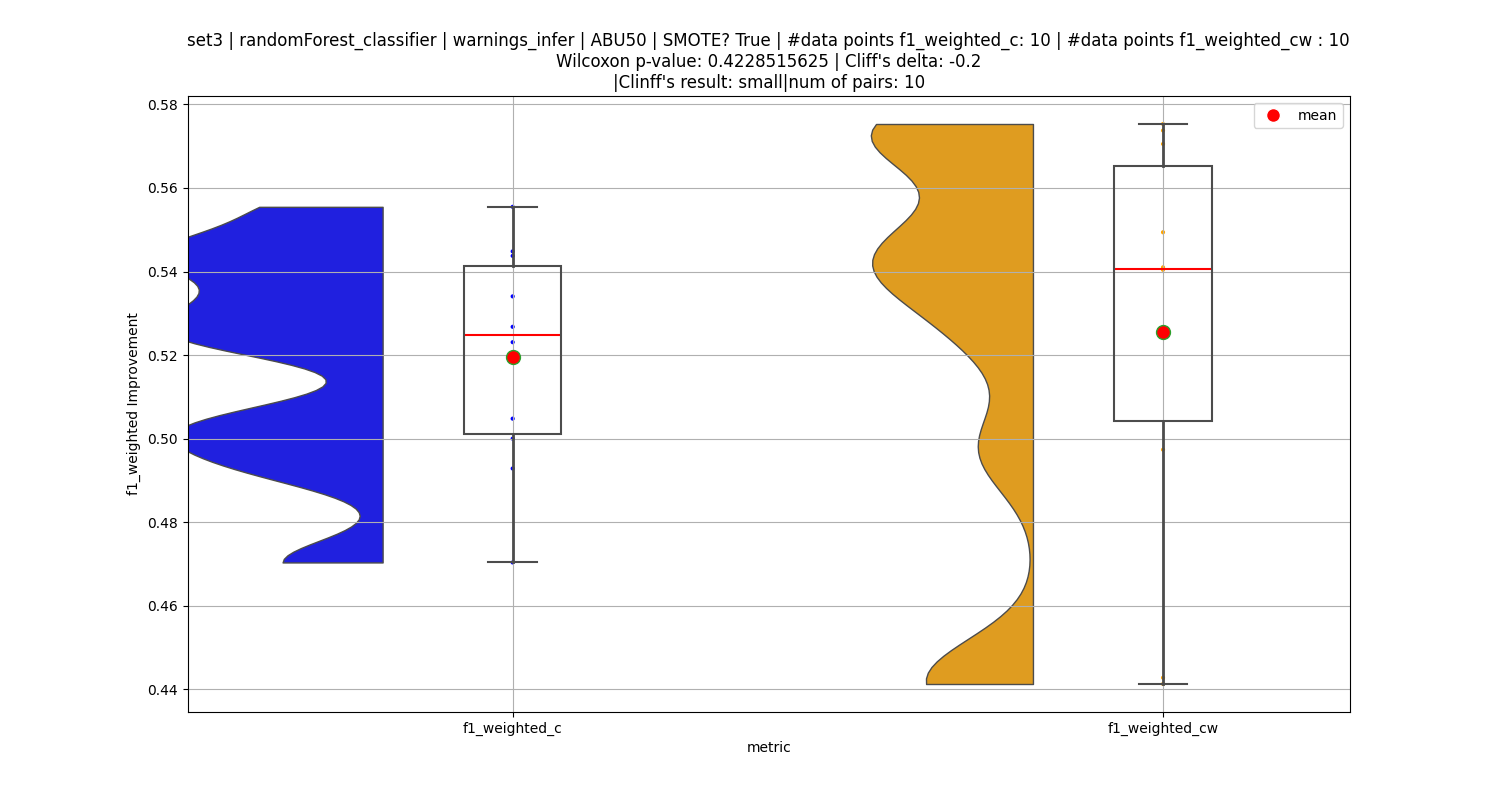 set3 | randomForest_classifier | warnings_infer | ABU50 | SMOTE? True | #data points f1_weighted_c: 10 | #data points f1_weighted_cw : 10
Wilcoxon p-value: 0.4228515625 | Cliff's delta: -0.2
|Clinff's result: small|num of pairs: 10
mean
0.58
0.56
0.54
0.52
0.50
0.48
0.46
0.44
f1_weighted Improvement
f1_weighted_c
f1_weighted_cw
metric